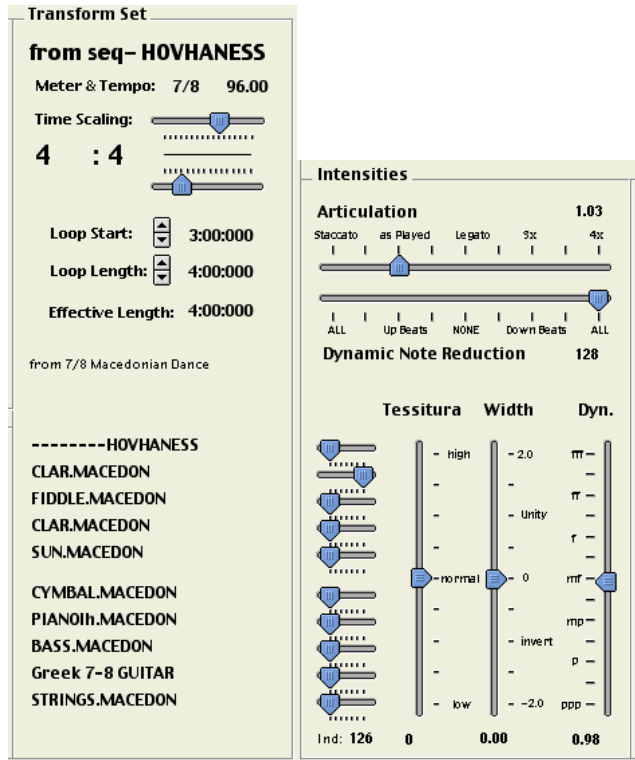 Transform Set
from seq- HOVHANESS
Meter & Tempo: 7/8 96.00
Time Scaling:
4 : 4
Loop Start: 3:00:000
Loop Length: 4:00:000
Effective Length: 4:00:000
from 7/8 Macedonian Dance
--------HOVHANESS
CLAR.MACEDON
FIDDLE.MACEDON
CLAR.MACEDON
SUN.MACEDON
CYMBAL.MACEDON
PIANOlh.MACEDON
BASS.MACEDON
Greek 7-8 GUITAR
STRINGS.MACEDON
Intensities
Articulation 1.03
Staccato as Played Legato 2x 4x
ALL Up Beats NONE Down Beats ALL
Dynamic Note Reduction 128
Tessitura Width Dyn.
high 2.0 fff
ff
Unity
f
normal 0 mf
mp
invert
p
low -2.0 ppp
Ind: 126 0 0.00 0.98